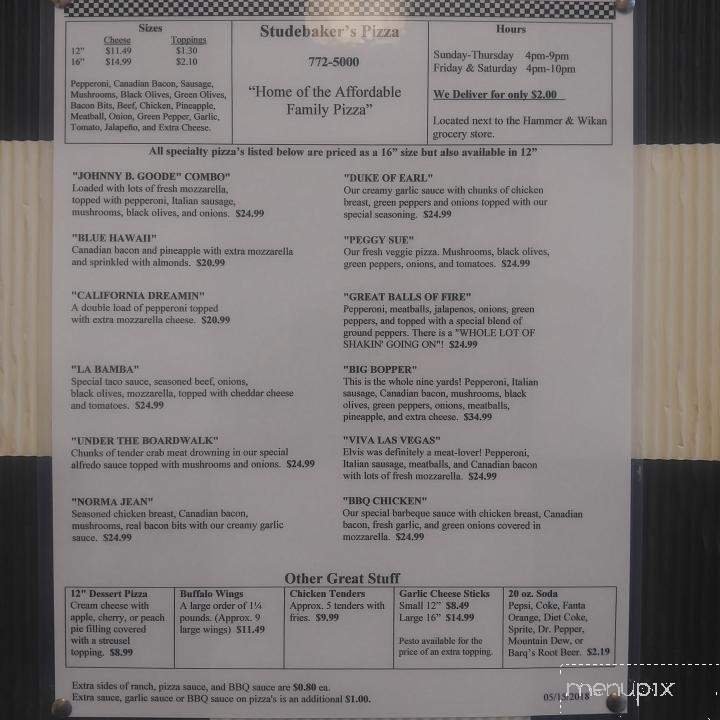 Sizes
Cheese Toppings
12" $11.49 $1.30
16" $14.99 $2.10
Pepperoni, Canadian Bacon, Sausage,
Mushrooms, Black Olives, Green Olives,
Bacon Bits, Beef, Chicken, Pineapple,
Meatball, Onion, Green Pepper, Garlic,
Tomato, Jalapeño, and Extra Cheese.
Studebaker's Pizza
772-5000
"Home of the Affordable
Family Pizza"
Hours
Sunday-Thursday 4pm-9pm
Friday & Saturday 4pm-10pm
We Deliver for only $2.00
Located next to the Hammer & Wikan
grocery store.
All specialty pizza's listed below are priced as a 16" size but also available in 12"
"JOHNNY B. GOODE" COMBO"
Loaded with lots of fresh mozzarella,
topped with pepperoni, Italian sausage,
mushrooms, black olives, and onions. $24.99
"BLUE HAWAII"
Canadian bacon and pineapple with extra mozzarella
and sprinkled with almonds. $20.99
"CALIFORNIA DREAMIN"
A double load of pepperoni topped
with extra mozzarella cheese. $20.99
"LA BAMBA"
Special taco sauce, seasoned beef, onions,
black olives, mozzarella, topped with cheddar cheese
and tomatoes. $24.99
"UNDER THE BOARDWALK"
Chunks of tender crab meat drowning in our special
alfredo sauce topped with mushrooms and onions. $24.99
"NORMA JEAN"
Seasoned chicken breast, Canadian bacon,
mushrooms, real bacon bits with our creamy garlic
sauce. $24.99
"DUKE OF EARL"
Our creamy garlic sauce with chunks of chicken
breast, green peppers and onions topped with our
special seasoning. $24.99
"PEGGY SUE"
Our fresh veggie pizza. Mushrooms, black olives,
green peppers, onions, and tomatoes. $24.99
"GREAT BALLS OF FIRE"
Pepperoni, meatballs, jalapenos, onions, green
peppers, and topped with a special blend of
ground peppers. There is a "WHOLE LOT OF
SHAKIN' GOING ON"! $24.99
"BIG BOPPER"
This is the whole nine yards! Pepperoni, Italian
sausage, Canadian bacon, mushrooms, black
olives, green peppers, onions, meatballs,
pineapple, and extra cheese. $34.99
"VIVA LAS VEGAS"
Elvis was definitely a meat-lover! Pepperoni,
Italian sausage, meatballs, and Canadian bacon
with lots of fresh mozzarella. $24.99
"BBQ CHICKEN"
Our special barbeque sauce with chicken breast, Canadian
bacon, fresh garlic, and green onions covered in
mozzarella. $24.99
Other Great Stuff
12" Dessert Pizza
Cream cheese with
apple, cherry, or peach
pie filling covered
with a streusel
topping. $8.99
Buffalo Wings
A large order of 1¼
pounds. (Approx. 9
large wings) $11.49
Chicken Tenders
Approx. 5 tenders with
fries. $9.99
Garlic Cheese Sticks
Small 12" $8.49
Large 16" $14.99
Pesto available for the
price of an extra topping.
20 oz. Soda
Pepsi, Coke, Fanta
Orange, Diet Coke,
Sprite, Dr. Pepper,
Mountain Dew, or
Barq's Root Beer. $2.19
Extra sides of ranch, pizza sauce, and BBQ sauce are $0.80 ea.
Extra sauce, garlic sauce or BBQ sauce on pizza's is an additional $1.00.
menupix